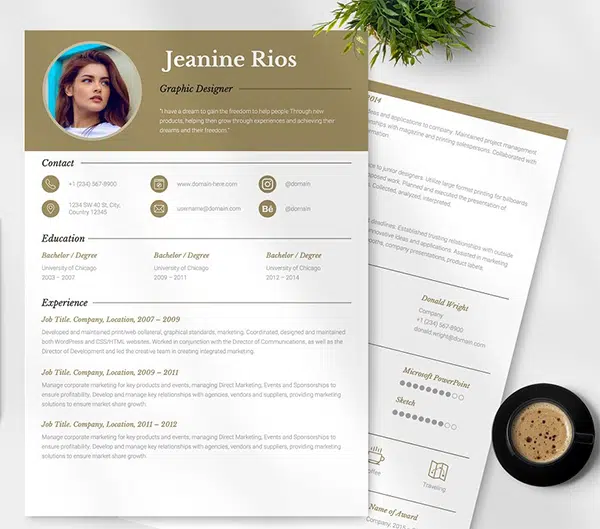 Jeanine Rios
Graphic Designer
"I have a dream to gain the freedom to help people Through new
products, helping then grow through experiences and achieving their
dreams and their freedom."
Contact
+1 (234) 567-8900
www.domain-here.com
@domain
1234 SW 40 St, City,
Country 12345
username@domain.com
Bē
@domain
Education
Bachelor / Degree
Bachelor / Degree
Bachelor / Degree
University of Chicago
University of Chicago
University of Chicago
2003 – 2007
2009 – 2011
2012 – 2014
Experience
Job Title. Company, Location, 2007 – 2009
Developed and maintained print/web collateral, graphical standards, marketing. Coordinated, designed and maintained
both WordPress and CSS/HTML websites. Worked in conjunction with the Director of Communications, as well as the
Director of Development and led the creative team in creating integrated marketing.
Job Title. Company, Location, 2009 – 2011
Manage corporate marketing for key products and events, managing Direct Marketing, Events and Sponsorships to
ensure profitability. Develop and manage key relationships with agencies, vendors and suppliers, providing marketing
solutions to ensure market share growth.
Job Title. Company, Location, 2011 – 2012
Manage corporate marketing for key products and events, managing Direct Marketing, Events and Sponsorships to
ensure profitability. Develop and manage key relationships with agencies, vendors and suppliers, providing marketing
solutions to ensure market share growth.
2014
and applications to company. Maintained project management
with magazine and printing salespersons. Collaborated with
to junior designers. Utilize large format printing for billboards
work. Planned and executed the presentation of
Collected, analyzed, interpreted.
deadlines. Established trusting relationships with outside
innovative ideas and applications. Assisted in marketing
booths, company presentations, product labels.
Donald Wright
Company
+1 (234) 567-8900
donald.wright@domain.com
Microsoft PowerPoint
Sketch
Traveling
Name of Award
Company